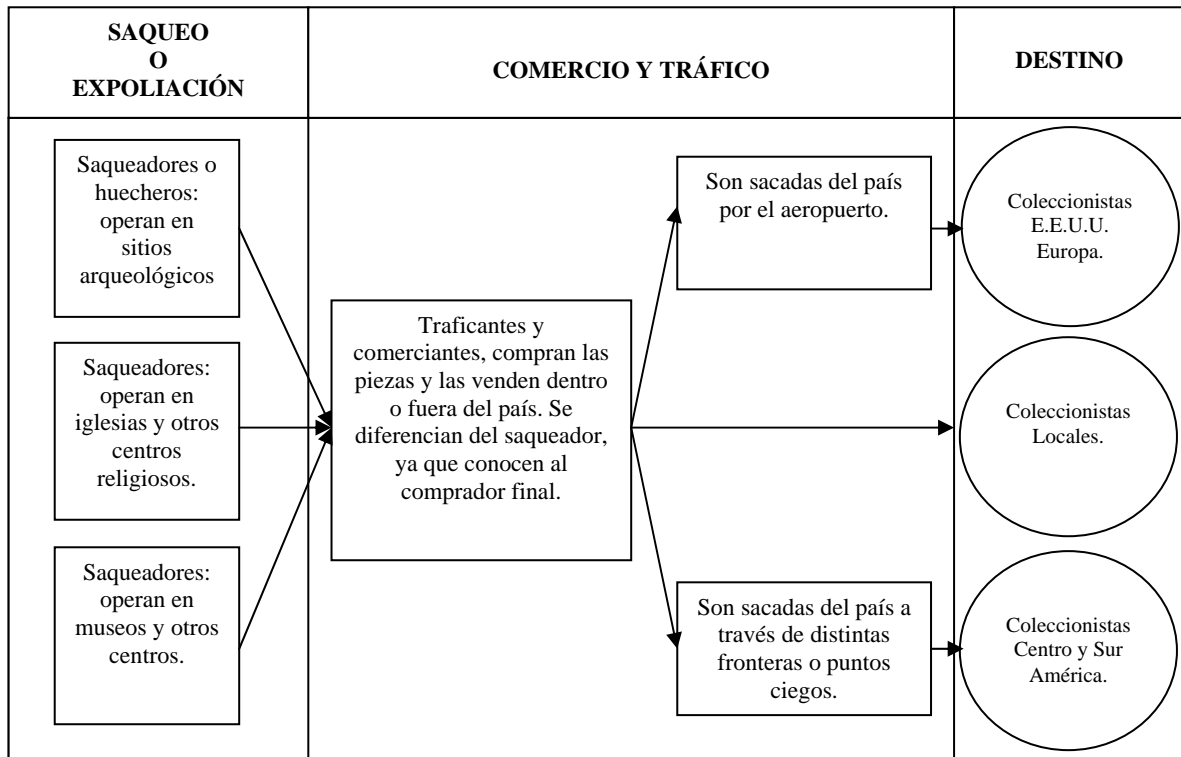 SAQUEO
O
EXPOLIACIÓN
COMERCIO Y TRÁFICO
DESTINO
Saqueadores o
huecheros:
operan en
sitios
arqueológicos
Saqueadores:
operan en
iglesias y otros
centros
religiosos.
Saqueadores:
operan en
museos y otros
centros.
Traficantes y
comerciantes, compran las
piezas y las venden dentro
o fuera del país. Se
diferencian del saqueador,
ya que conocen al
comprador final.
Son sacadas del país
por el aeropuerto.
Son sacadas del país a
través de distintas
fronteras o puntos
ciegos.
Coleccionistas
E.E.U.U.
Europa.
Coleccionistas
Locales.
Coleccionistas
Centro y Sur
América.